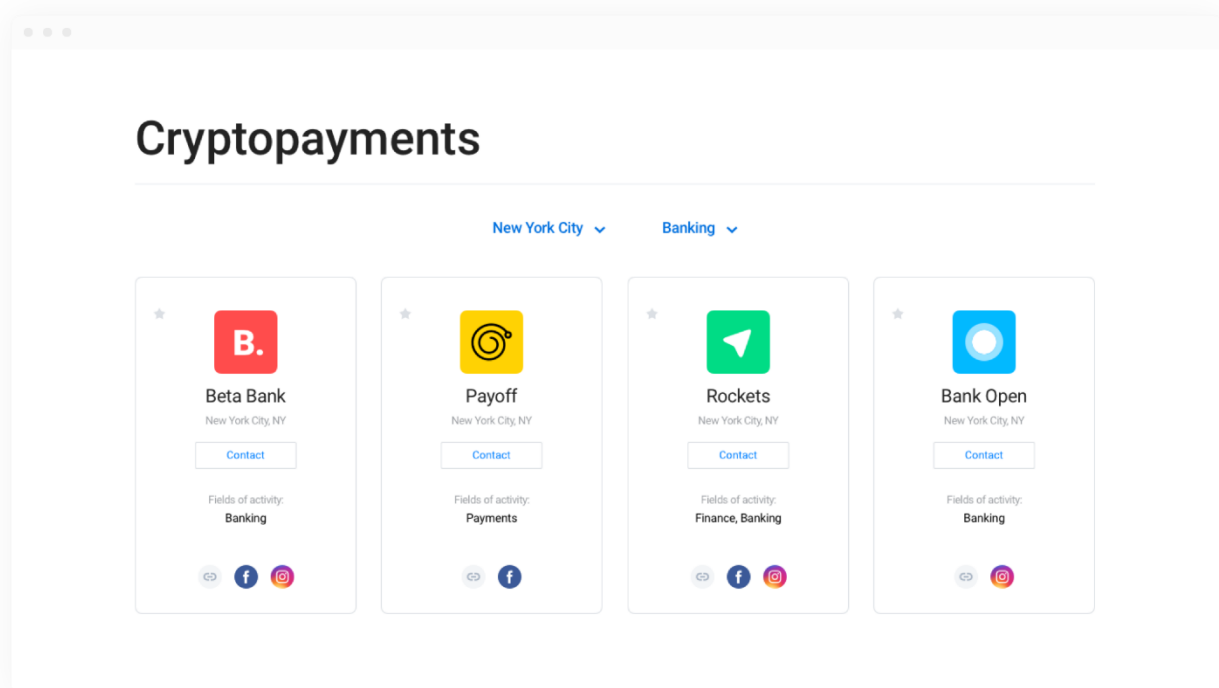 Cryptopayments
New York City
Banking
B.
Beta Bank
New York City, NY
Contact
Fields of activity:
Banking
Payoff
New York City, NY
Contact
Fields of activity:
Payments
Rockets
New York City, NY
Contact
Fields of activity:
Finance, Banking
Bank Open
New York City, NY
Contact
Fields of activity:
Banking